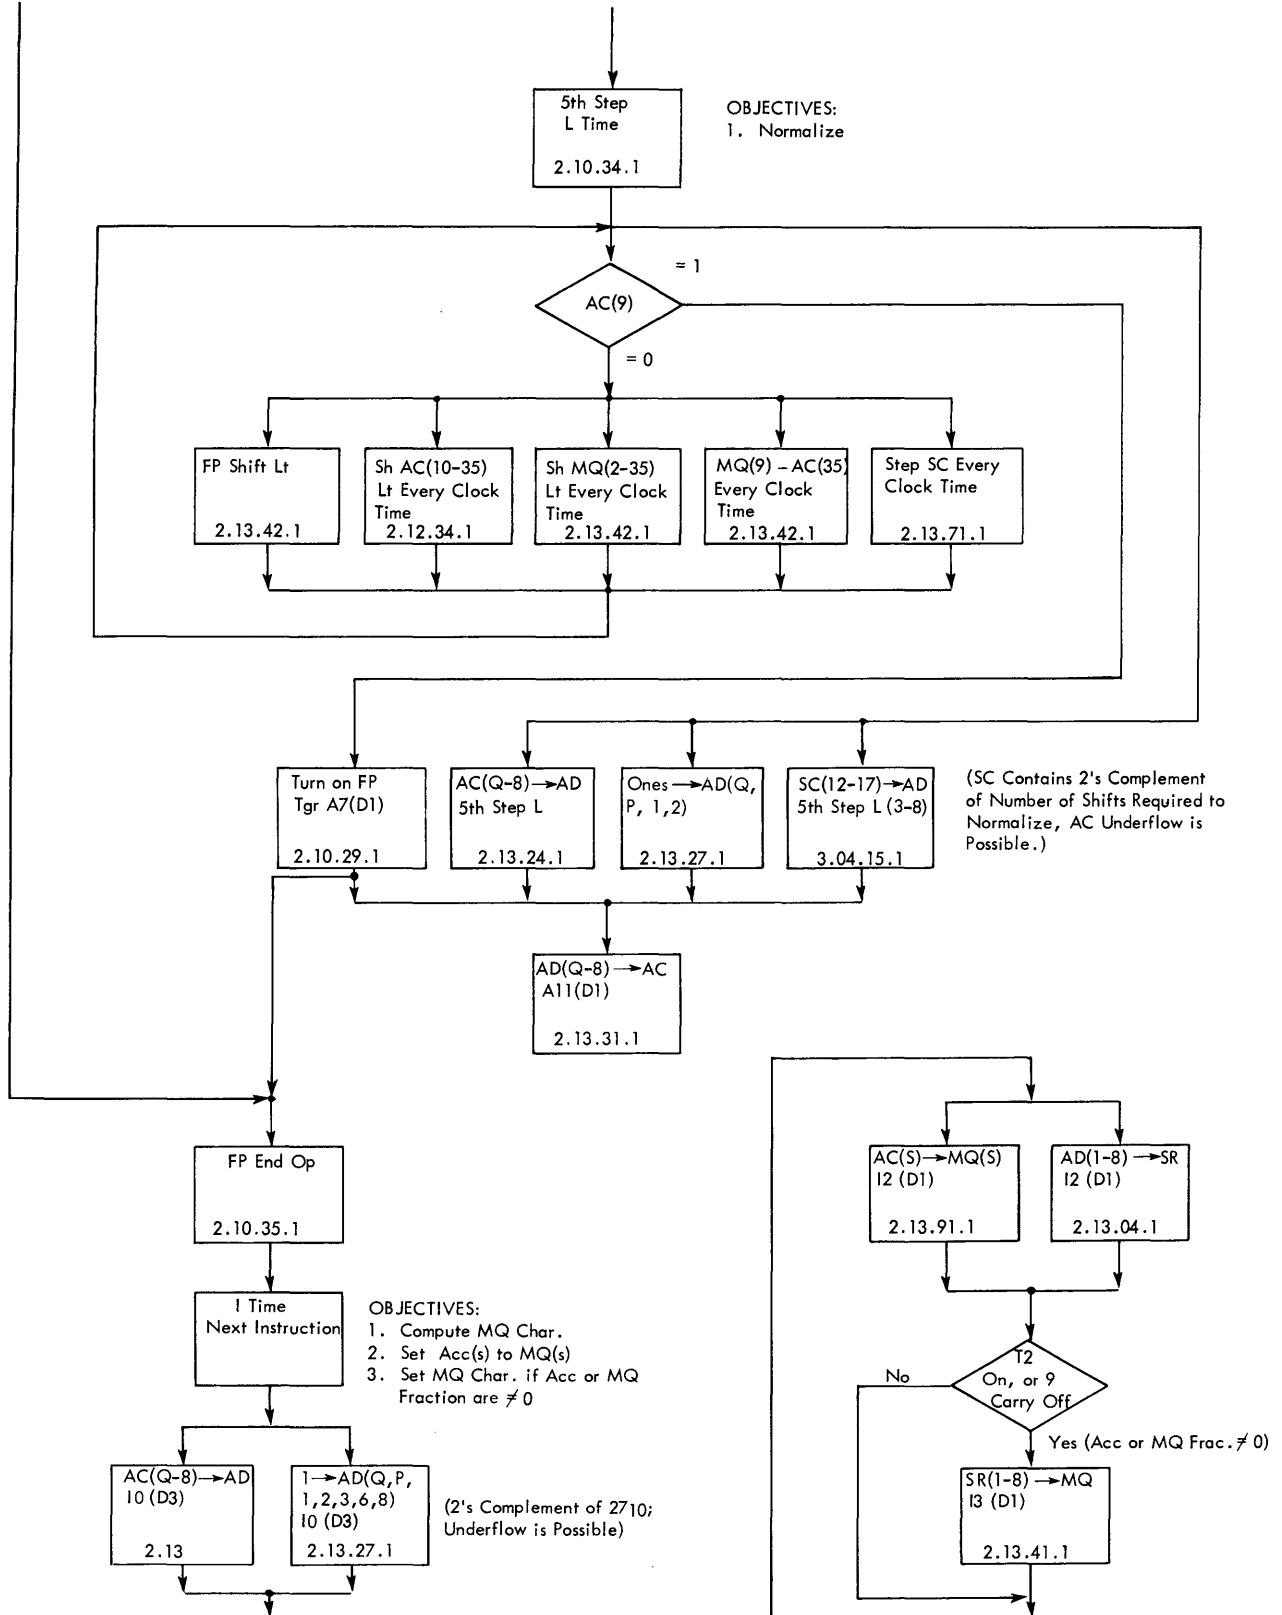 5th Step
L Time
2.10.34.1
OBJECTIVES:
1. Normalize
= 1
AC(9)
= 0
FP Shift Lt
2.13.42.1
Sh AC(10-35)
Lt Every Clock
Time
2.12.34.1
Sh MQ(2-35)
Lt Every Clock
Time
2.13.42.1
MQ(9) - AC(35)
Every Clock
Time
2.13.42.1
Step SC Every
Clock Time
2.13.71.1
Turn on FP
Tgr A7(D1)
2.10.29.1
AC(Q-8)→AD
5th Step L
2.13.24.1
Ones→AD(Q,
P, 1,2)
2.13.27.1
SC(12-17)→AD
5th Step L (3-8)
3.04.15.1
(SC Contains 2's Complement
of Number of Shifts Required to
Normalize, AC Underflow is
Possible.)
AD(Q-8)→AC
A11(D1)
2.13.31.1
FP End Op
2.10.35.1
I Time
Next Instruction
OBJECTIVES:
1. Compute MQ Char.
2. Set Acc(s) to MQ(s)
3. Set MQ Char. if Acc or MQ
Fraction are ≠ 0
AC(Q-8)→AD
I0 (D3)
2.13
1→AD(Q,P,
1,2,3,6,8)
I0 (D3)
2.13.27.1
(2's Complement of 2710;
Underflow is Possible)
AC(S)→MQ(S)
I2 (D1)
2.13.91.1
AD(1-8)→SR
I2 (D1)
2.13.04.1
T2
On, or 9
Carry Off
No
Yes (Acc or MQ Frac. ≠ 0)
SR(1-8)→MQ
I3 (D1)
2.13.41.1